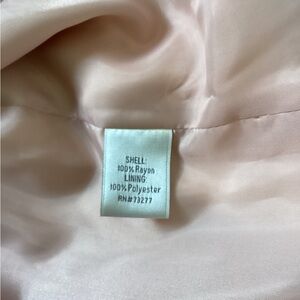 SHELL:
100% Rayon
LINING:
100% Polyester
RN#73277